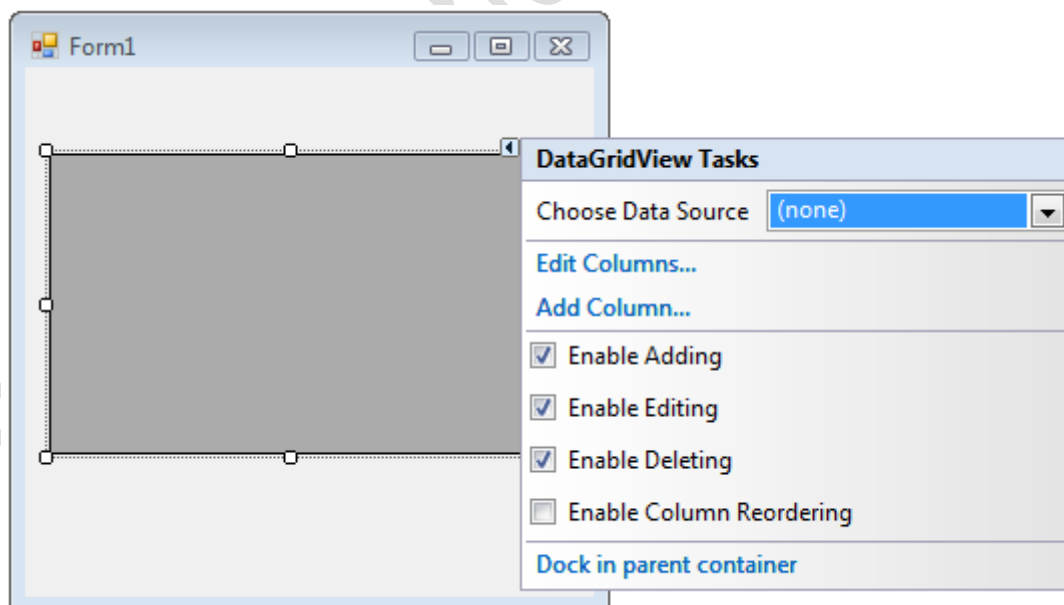 Form1
DataGridView Tasks
Choose Data Source (none)
Edit Columns...
Add Column...
Enable Adding
Enable Editing
Enable Deleting
Enable Column Reordering
Dock in parent container